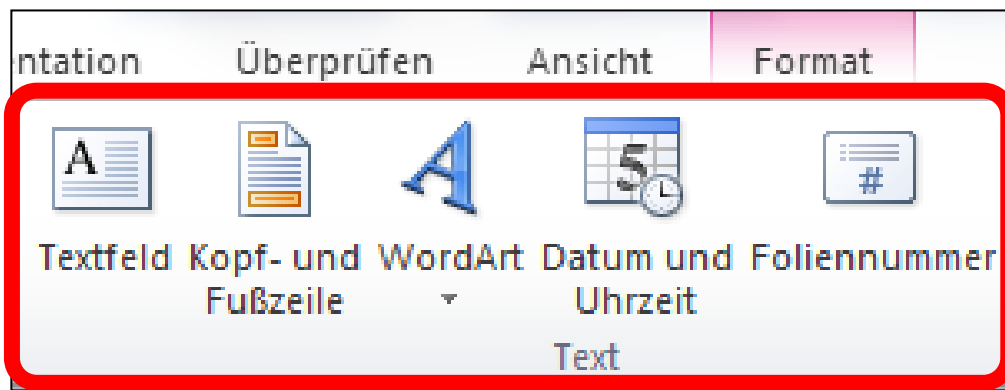 ntation Überprüfen Ansicht Format
Textfeld Kopf- und WordArt Datum und Foliennummer
Fußzeile Uhrzeit
Text